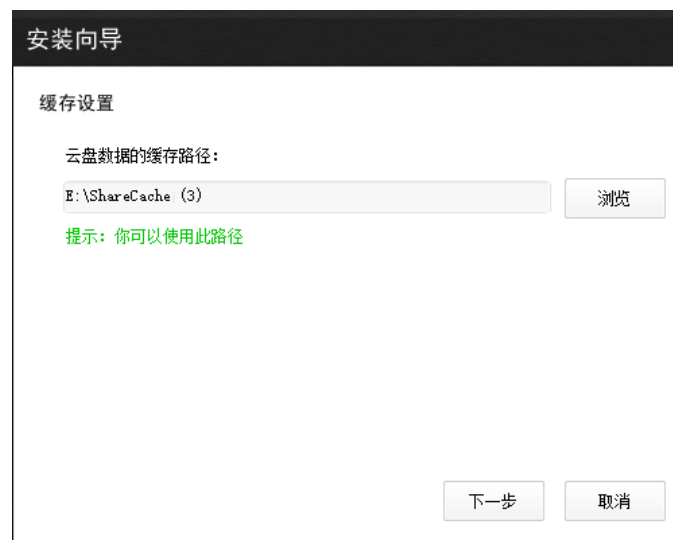 安装向导
缓存设置
云盘数据的缓存路径：
E:\ShareCache (3)
浏览
提示：你可以使用此路径
下一步
取消